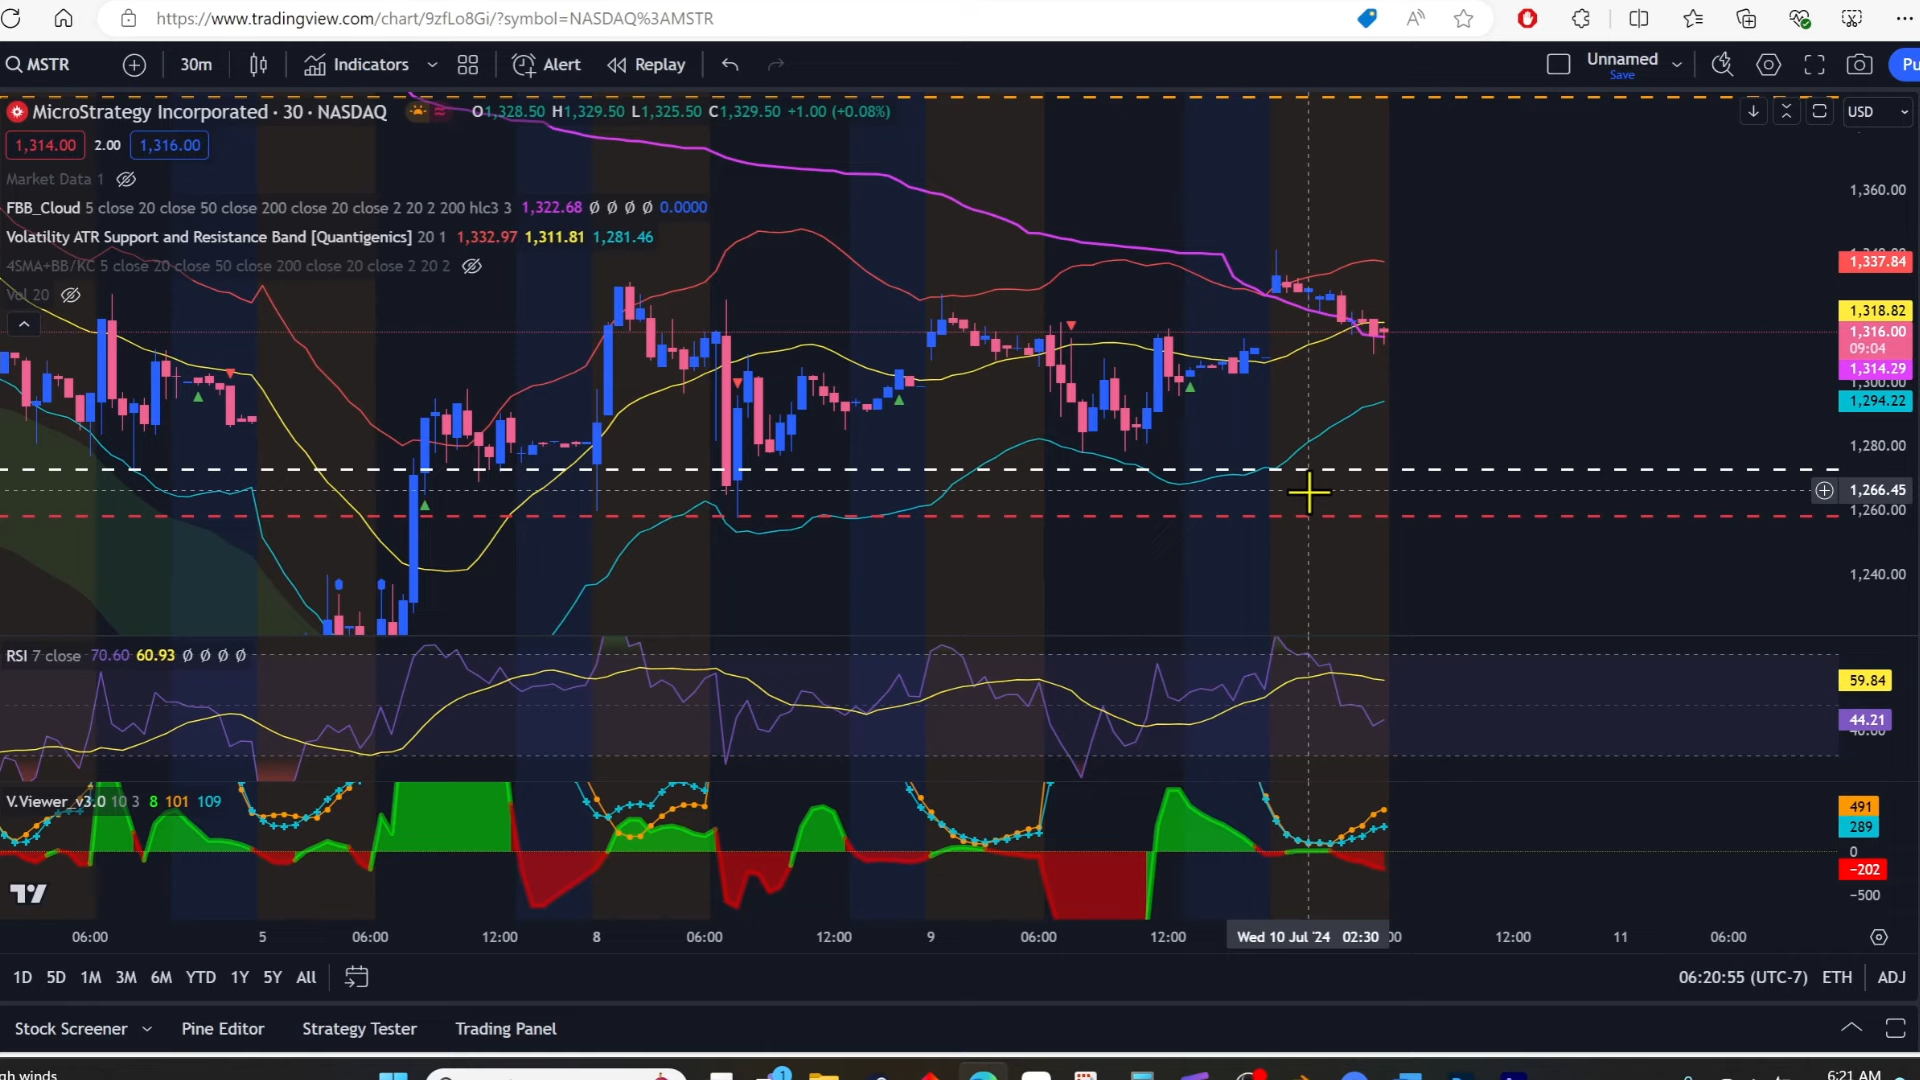 https://www.tradingview.com/chart/9zfLo8Gi/?symbol=NASDAQ%3AMSTR
MSTR 30m Indicators Alert Replay Unnamed Save Pu
MicroStrategy Incorporated · 30 · NASDAQ O1,328.50 H1,329.50 L1,325.50 C1,329.50 +1.00 (+0.08%) USD
1,314.00 2.00 1,316.00
Market Data 1
1,360.00
FBB_Cloud 5 close 20 close 50 close 200 close 20 close 2 20 2 200 hlc3 3 1,322.68 Ø Ø Ø Ø 0.0000
Volatility ATR Support and Resistance Band [Quantigenics] 20 1 1,332.97 1,311.81 1,281.46
4SMA+BB/KC 5 close 20 close 50 close 200 close 20 close 2 20 2
1,337.84
Vol 20
1,318.82
1,316.00
09:04
1,314.29
1,300.00
1,294.22
1,280.00
1,266.45
1,260.00
1,240.00
RSI 7 close 70.60 60.93 Ø Ø Ø Ø
59.84
44.21
40.00
V.Viewer_v3.0 10 3 8 101 109
491
289
0
−202
−500
06:00 5 06:00 12:00 8 06:00 12:00 9 06:00 12:00 Wed 10 Jul '24 02:30 12:00 11 06:00
1D 5D 1M 3M 6M YTD 1Y 5Y All 06:20:55 (UTC-7) ETH ADJ
Stock Screener Pine Editor Strategy Tester Trading Panel
gh winds 1 6:21 AM